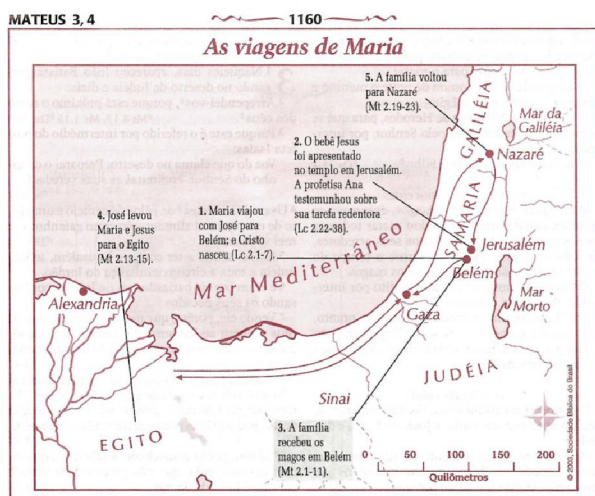 MATEUS 3, 4
1160
As viagens de Maria
5. A família voltou
para Nazaré
(Mt 2.19-23).
GALILÉIA
Mar da
Galiléia
Nazaré
2. O bebê Jesus
foi apresentado
no templo em Jerusalém.
A profetisa Ana
testemunhou sobre
sua tarefa redentora
(Lc 2.22-38).
SAMARIA
4. José levou
Maria e Jesus
para o Egito
(Mt 2.13-15).
1. Maria viajou
com José para
Belém; e Cristo
nasceu (Lc 2.1-7).
Mar Mediterrâneo
Jerusalém
Belém
Alexandria
Gaza
Mar
Morto
JUDÉIA
Sinai
EGITO
3. A família
recebeu os
magos em Belém
(Mt 2.1-11).
0 50 100 150 200
Quilômetros
© 2003, Sociedade Bíblica do Brasil